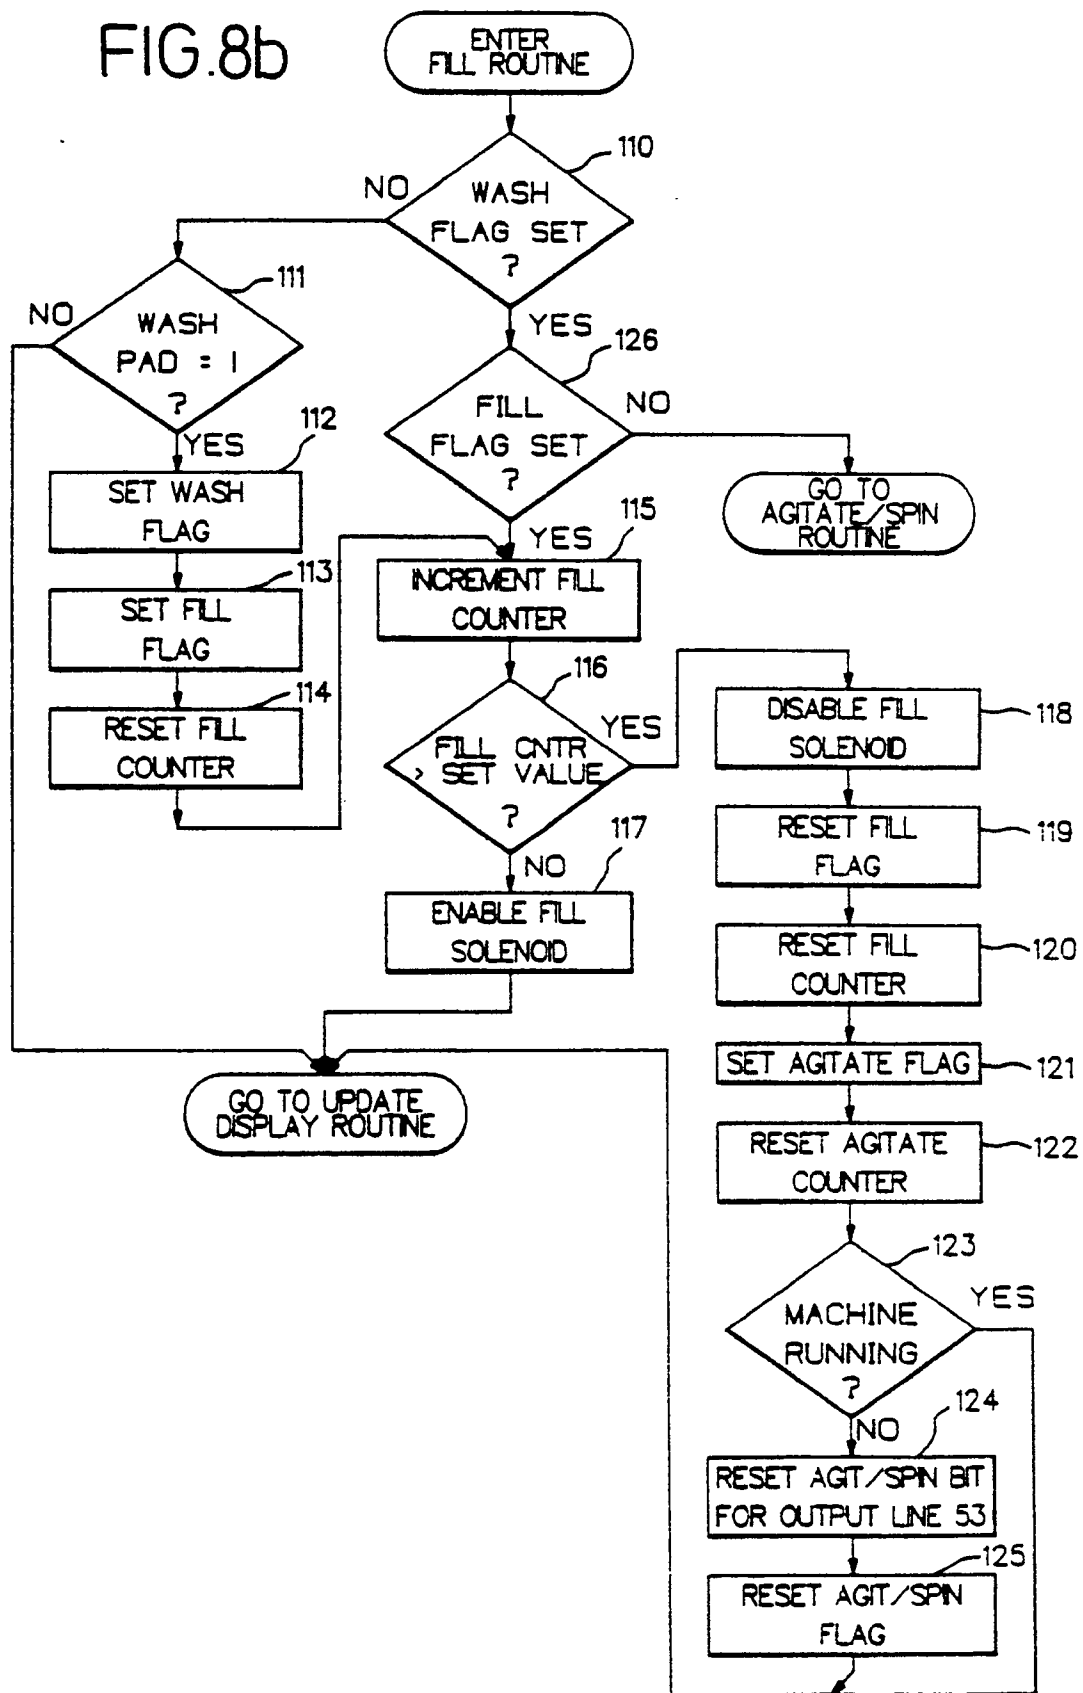 FIG.8b
ENTER
FILL ROUTINE
110
NO
WASH
FLAG SET
?
111
NO
WASH
PAD = 1
?
YES
126
FILL
FLAG SET
?
NO
YES
112
SET WASH
FLAG
GO TO
AGITATE/SPIN
ROUTINE
YES
115
INCREMENT FILL
COUNTER
113
SET FILL
FLAG
114
RESET FILL
COUNTER
116
YES
FILL CNTR
> SET VALUE
?
118
DISABLE FILL
SOLENOID
117
NO
ENABLE FILL
SOLENOID
119
RESET FILL
FLAG
120
RESET FILL
COUNTER
SET AGITATE FLAG
121
GO TO UPDATE
DISPLAY ROUTINE
RESET AGITATE
COUNTER
122
123
YES
MACHINE
RUNNING
?
NO
124
RESET AGIT/SPIN BIT
FOR OUTPUT LINE 53
125
RESET AGIT/SPIN
FLAG